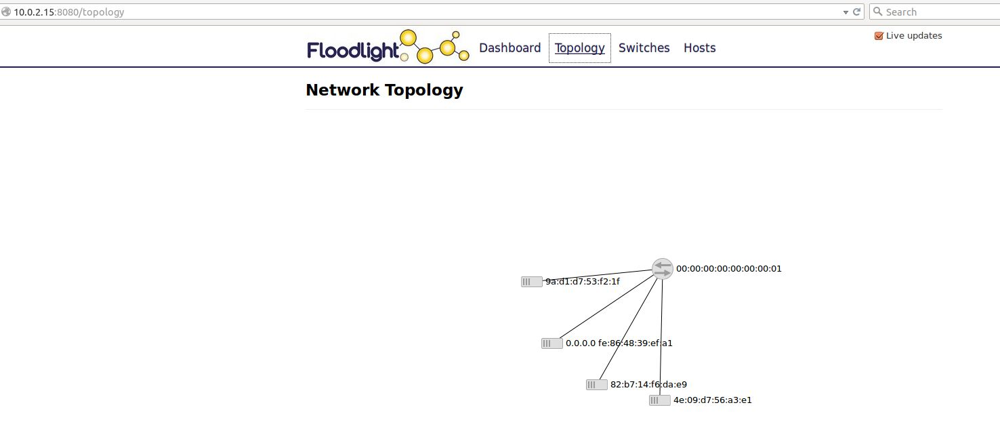 10.0.2.15:8080/topology
Search
Floodlight
Dashboard
Topology
Switches
Hosts
Live updates
Network Topology
00:00:00:00:00:00:00:01
9a:d1:d7:53:f2:1f
0.0.0.0 fe:86:48:39:ef:a1
82:b7:14:f6:da:e9
4e:09:d7:56:a3:e1